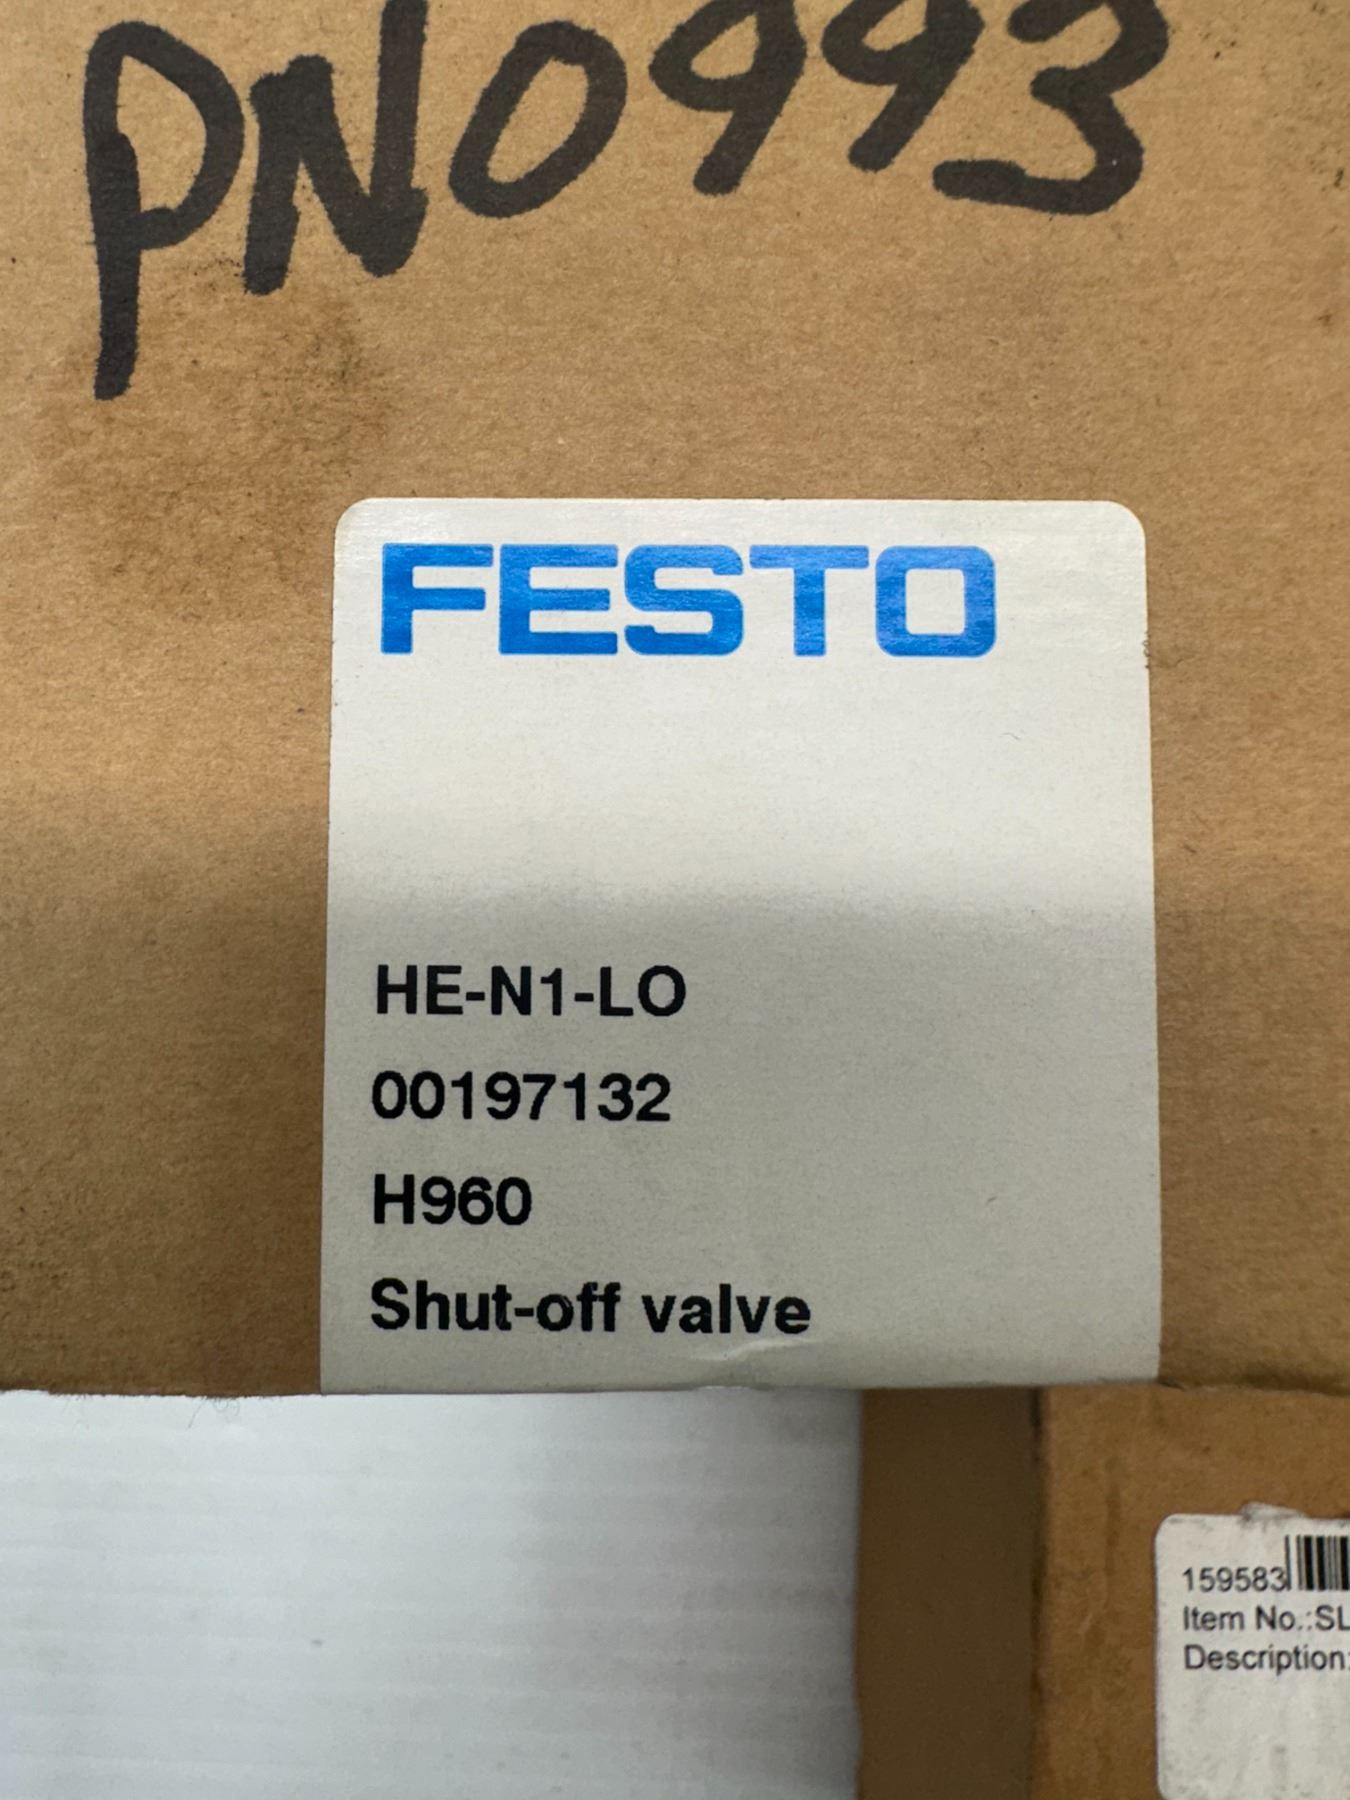 PN0993
FESTO
HE-N1-LO
00197132
H960
Shut-off valve
159583
Item No.:SL
Description: